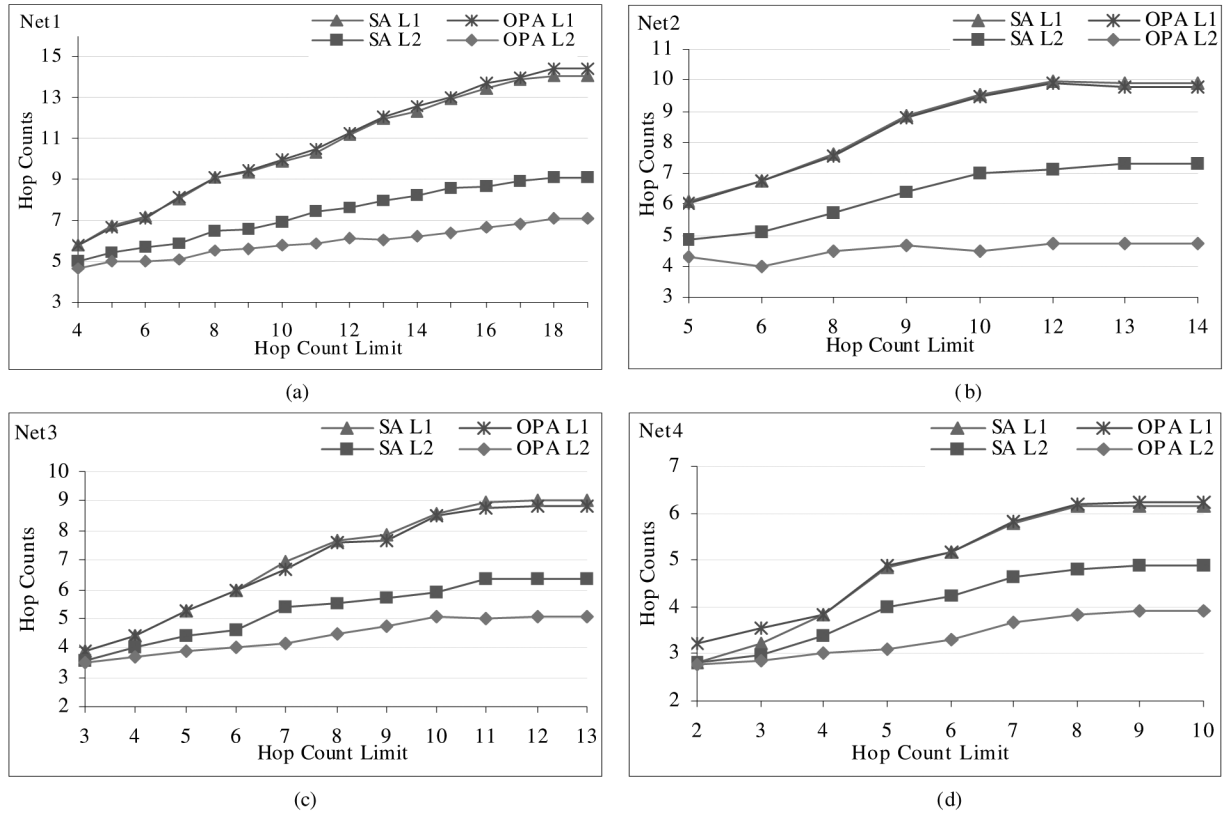 Net1
SA L1 OPA L1
SA L2 OPA L2
15
13
11
9
7
5
3
Hop Counts
4 6 8 10 12 14 16 18
Hop Count Limit
(a)
Net2
SA L1 OPA L1
SA L2 OPA L2
11
10
9
8
7
6
5
4
3
Hop Counts
5 6 8 9 10 12 13 14
Hop Count Limit
(b)
Net3
SA L1 OPA L1
SA L2 OPA L2
10
9
8
7
6
5
4
3
2
Hop Counts
3 4 5 6 7 8 9 10 11 12 13
Hop Count Limit
(c)
Net4
SA L1 OPA L1
SA L2 OPA L2
7
6
5
4
3
2
Hop Counts
2 3 4 5 6 7 8 9 10
Hop Count Limit
(d)